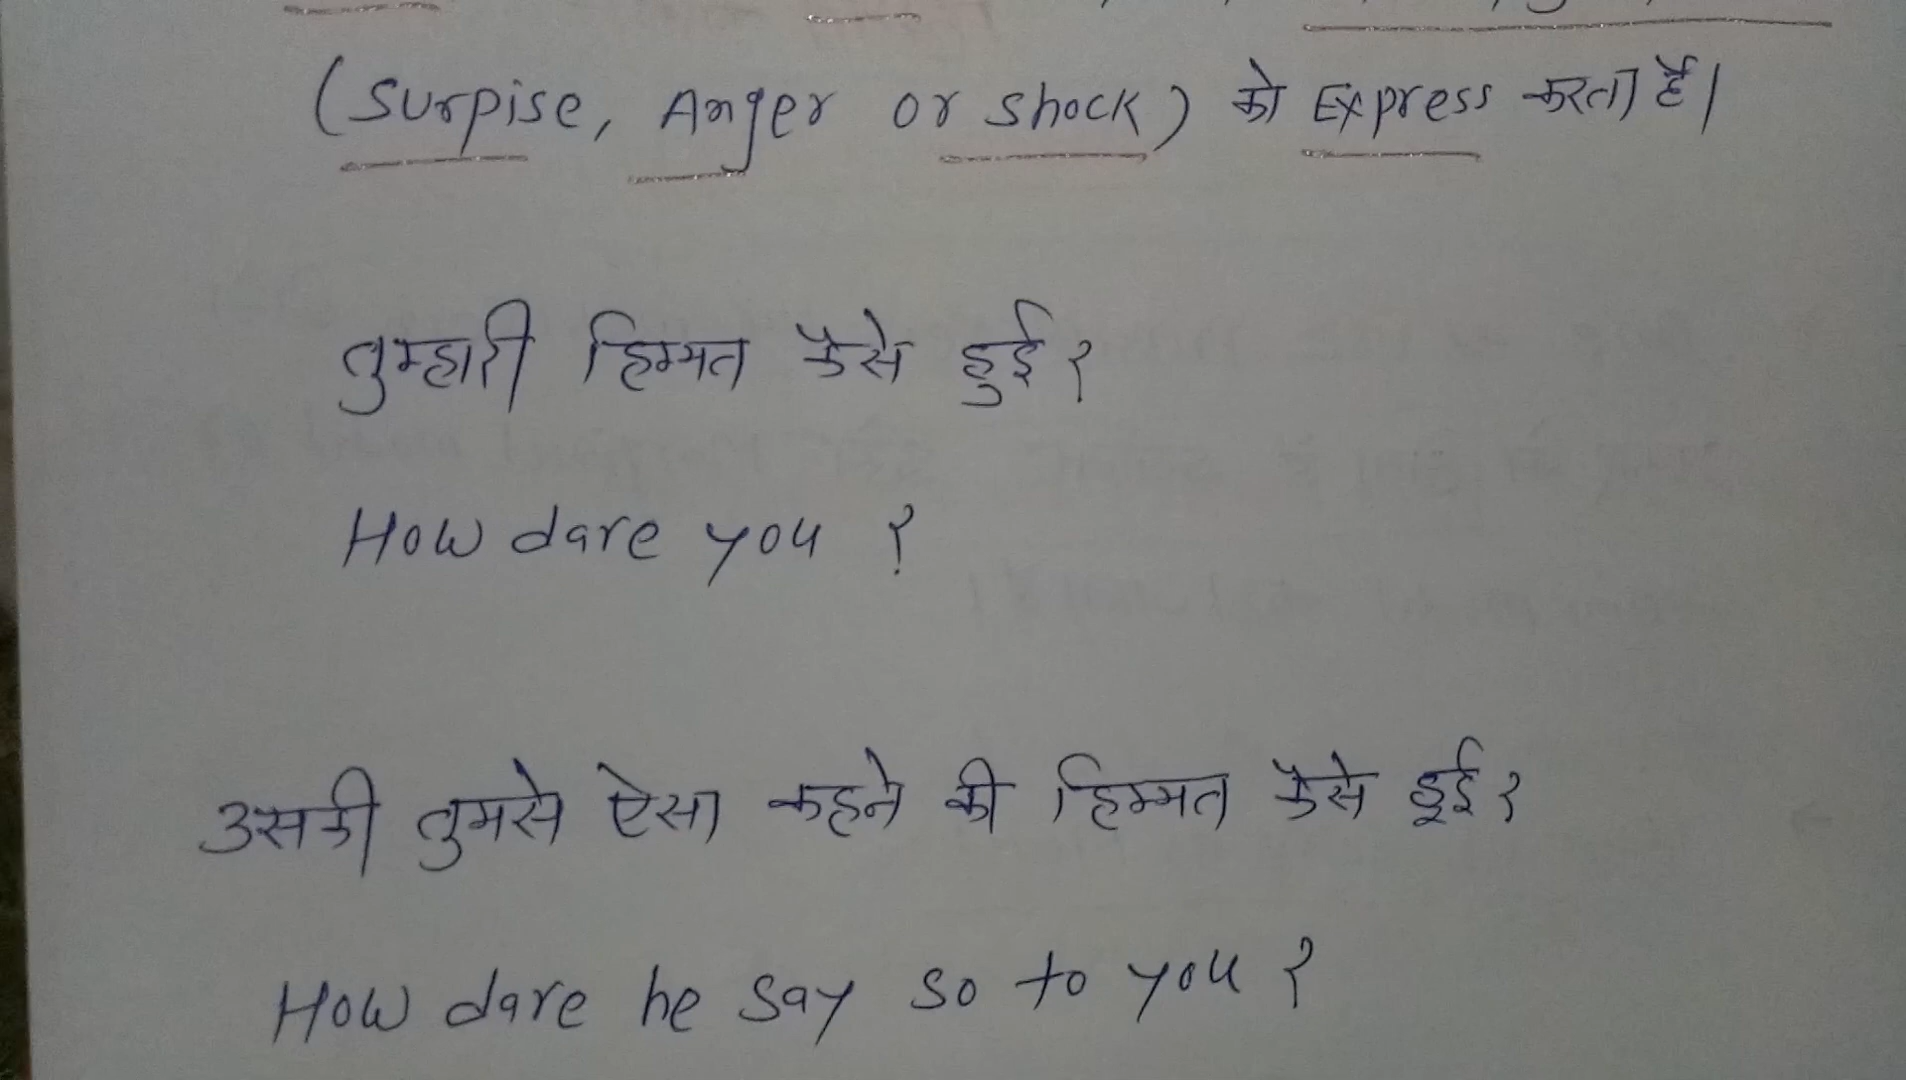 (Surpise, Anger or shock) को Express करता है।
तुम्हारी हिम्मत कैसे हुई?
How dare you ?
उसकी तुमसे ऐसा कहने की हिम्मत कैसे हुई?
How dare he say so to you ?